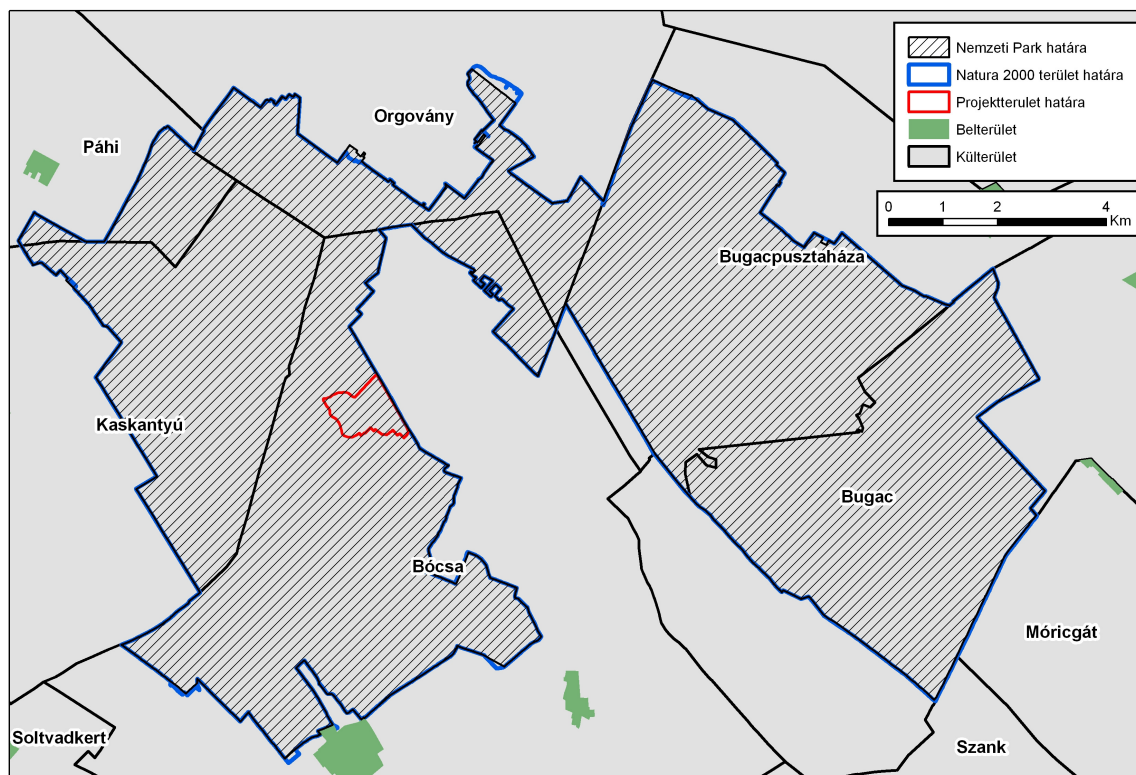 Nemzeti Park határa
Natura 2000 terület határa
Projektterulet határa
Belterület
Külterület
0 1 2 4
Km
Orgovány
Páhi
Bugacpusztaháza
Kaskantyú
Bugac
Bócsa
Móricgát
Soltvadkert
Szank